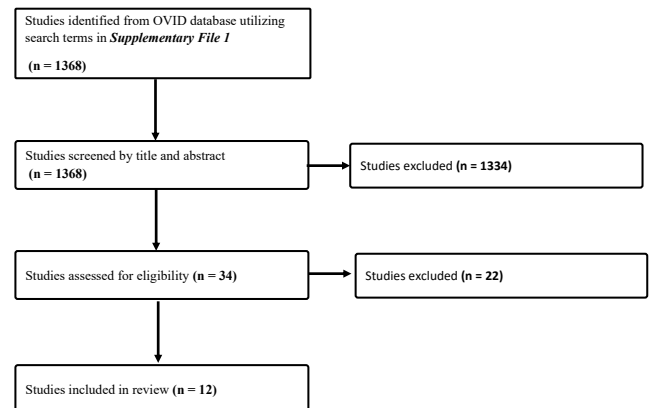 Studies identified from OVID database utilizing
search terms in Supplementary File 1
(n = 1368)
Studies screened by title and abstract
(n = 1368)
Studies excluded (n = 1334)
Studies assessed for eligibility (n = 34)
Studies excluded (n = 22)
Studies included in review (n = 12)